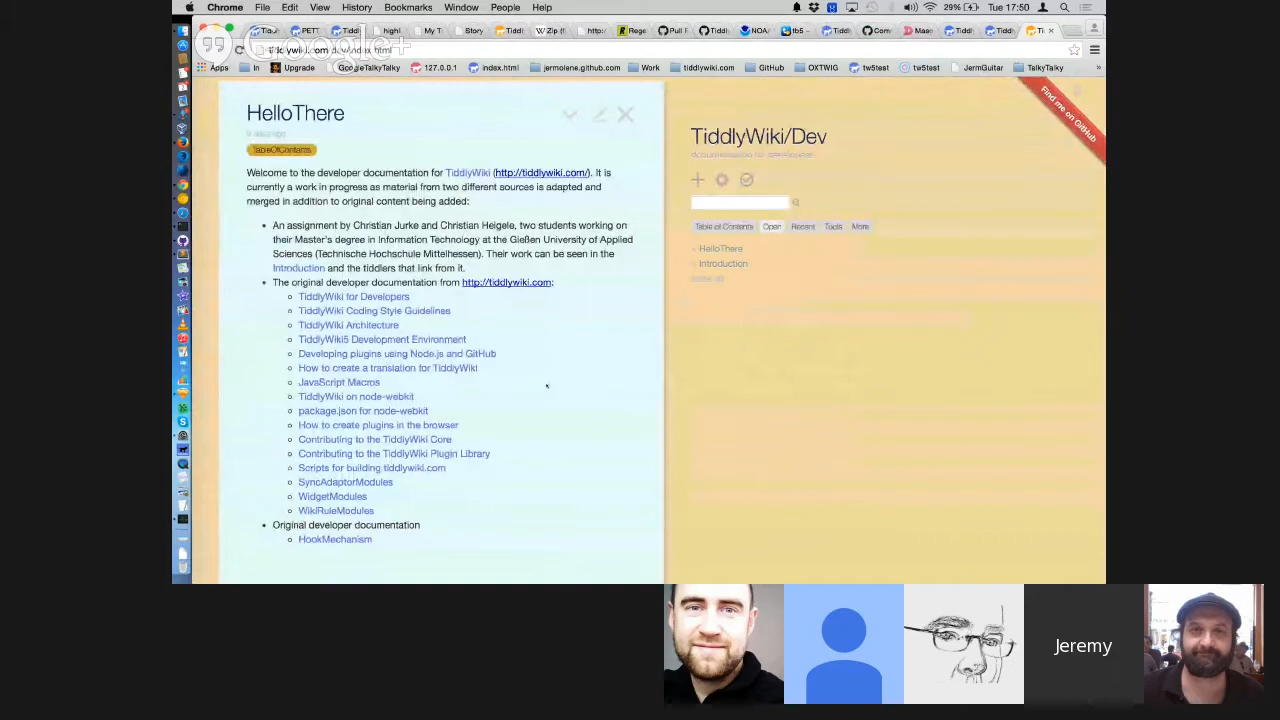 Chrome File Edit View History Bookmarks Window People Help 29% Tue 17:50
Google+
Apps In Upgrade GoogleTalkyTalky 127.0.0.1 index.html jermolene.github.com Work tiddlywiki.com GitHub OXTWIG tw5test tw5test JermGuitar TalkyTalky »
Find me on GitHub
HelloThere
TableOfContents
Welcome to the developer documentation for TiddlyWiki (http://tiddlywiki.com/). It is
currently a work in progress as material from two different sources is adapted and
merged in addition to original content being added:
• An assignment by Christian Jurke and Christian Heigele, two students working on
their Master's degree in Information Technology at the Gießen University of Applied
Sciences (Technische Hochschule Mittelhessen). Their work can be seen in the
Introduction and the tiddlers that link from it.
• The original developer documentation from http://tiddlywiki.com:
TiddlyWiki for Developers
TiddlyWiki Coding Style Guidelines
TiddlyWiki Architecture
TiddlyWiki5 Development Environment
Developing plugins using Node.js and GitHub
How to create a translation for TiddlyWiki
JavaScript Macros
TiddlyWiki on node-webkit
package.json for node-webkit
How to create plugins in the browser
Contributing to the TiddlyWiki Core
Contributing to the TiddlyWiki Plugin Library
Scripts for building tiddlywiki.com
SyncAdaptorModules
WidgetModules
WikiRuleModules
• Original developer documentation
HookMechanism
TiddlyWiki/Dev
documentation for developers
Table of Contents Open Recent Tools More
HelloThere
Introduction
Jeremy